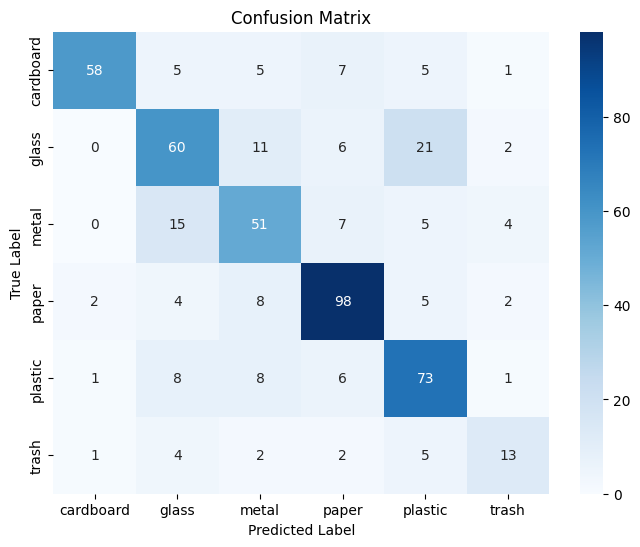 Confusion Matrix
True Label
cardboard 58 5 5 7 5 1
glass 0 60 11 6 21 2
metal 0 15 51 7 5 4
paper 2 4 8 98 5 2
plastic 1 8 8 6 73 1
trash 1 4 2 2 5 13
cardboard glass metal paper plastic trash
Predicted Label
80
60
40
20
0